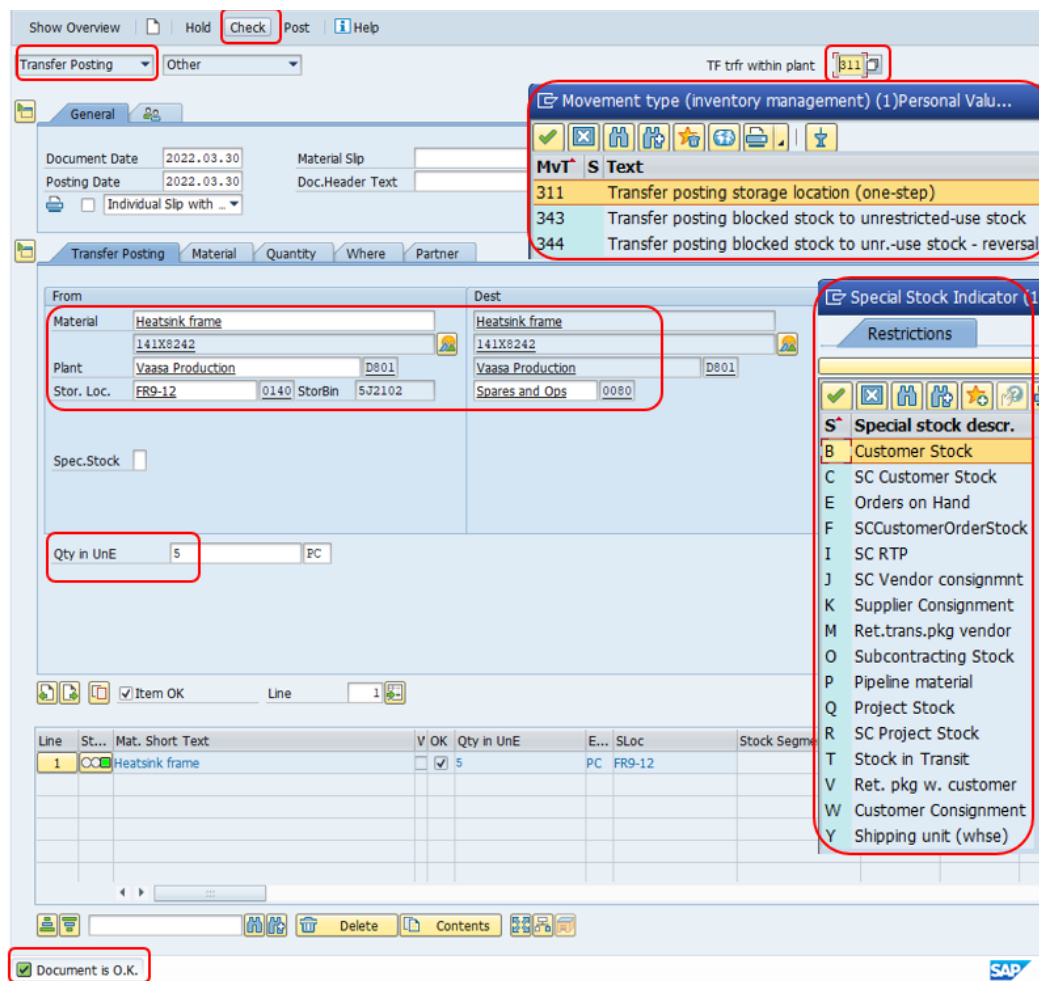 Show Overview Hold Check Post Help
Transfer Posting Other TF trfr within plant 311
General
Document Date 2022.03.30 Material Slip
Posting Date 2022.03.30 Doc.Header Text
Individual Slip with ...
Movement type (inventory management) (1)Personal Valu...
MvT S Text
311 Transfer posting storage location (one-step)
343 Transfer posting blocked stock to unrestricted-use stock
344 Transfer posting blocked stock to unr.-use stock - reversal
Transfer Posting Material Quantity Where Partner
From Dest
Material Heatsink frame Heatsink frame
141X8242 141X8242
Plant Vaasa Production D801 Vaasa Production D801
Stor. Loc. FR9-12 0140 StorBin 5J2102 Spares and Ops 0080
Spec.Stock
Qty in UnE 5 PC
Special Stock Indicator (1
Restrictions
S Special stock descr.
B Customer Stock
C SC Customer Stock
E Orders on Hand
F SCCustomerOrderStock
I SC RTP
J SC Vendor consignmnt
K Supplier Consignment
M Ret.trans.pkg vendor
O Subcontracting Stock
P Pipeline material
Q Project Stock
R SC Project Stock
T Stock in Transit
V Ret. pkg w. customer
W Customer Consignment
Y Shipping unit (whse)
Item OK Line 1
Line St... Mat. Short Text V OK Qty in UnE E... SLoc Stock Segme
1 Heatsink frame 5 PC FR9-12
Delete Contents
Document is O.K.
SAP